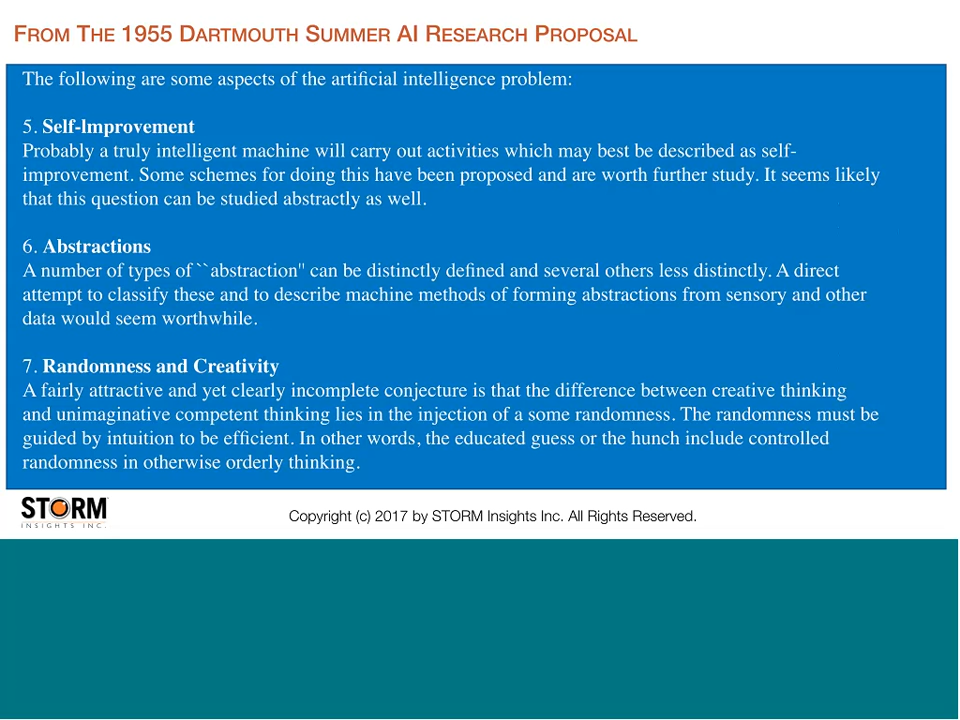 FROM THE 1955 DARTMOUTH SUMMER AI RESEARCH PROPOSAL
The following are some aspects of the artificial intelligence problem:
5. Self-lmprovement
Probably a truly intelligent machine will carry out activities which may best be described as self-
improvement. Some schemes for doing this have been proposed and are worth further study. It seems likely
that this question can be studied abstractly as well.
6. Abstractions
A number of types of ``abstraction'' can be distinctly defined and several others less distinctly. A direct
attempt to classify these and to describe machine methods of forming abstractions from sensory and other
data would seem worthwhile.
7. Randomness and Creativity
A fairly attractive and yet clearly incomplete conjecture is that the difference between creative thinking
and unimaginative competent thinking lies in the injection of a some randomness. The randomness must be
guided by intuition to be efficient. In other words, the educated guess or the hunch include controlled
randomness in otherwise orderly thinking.
STORM
INSIGHTS INC.
Copyright (c) 2017 by STORM Insights Inc. All Rights Reserved.